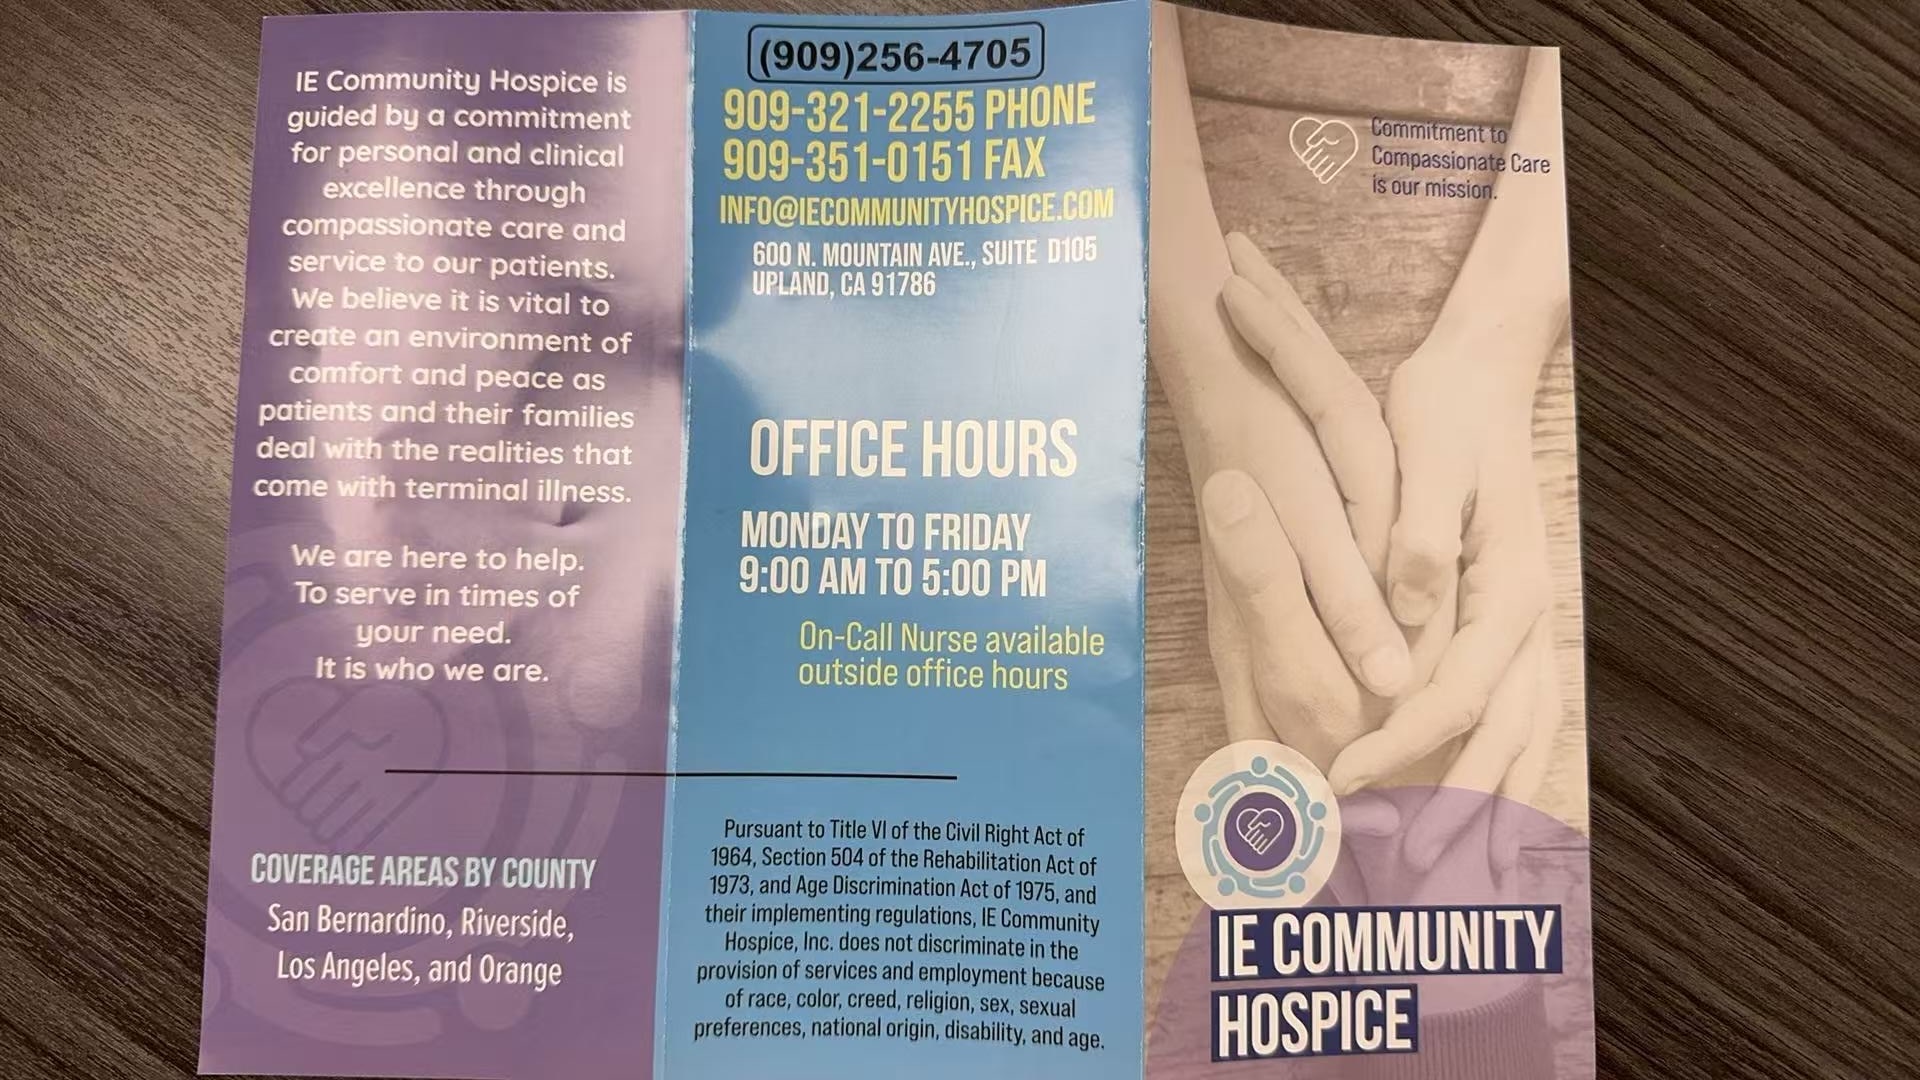 IE Community Hospice is
guided by a commitment
for personal and clinical
excellence through
compassionate care and
service to our patients.
We believe it is vital to
create an environment of
comfort and peace as
patients and their families
deal with the realities that
come with terminal illness.
We are here to help.
To serve in times of
your need.
It is who we are.
COVERAGE AREAS BY COUNTY
San Bernardino, Riverside,
Los Angeles, and Orange
(909)256-4705
909-321-2255 PHONE
909-351-0151 FAX
INFO@IECOMMUNITYHOSPICE.COM
600 N. MOUNTAIN AVE., SUITE D105
UPLAND, CA 91786
OFFICE HOURS
MONDAY TO FRIDAY
9:00 AM TO 5:00 PM
On-Call Nurse available
outside office hours
Pursuant to Title VI of the Civil Right Act of
1964, Section 504 of the Rehabilitation Act of
1973, and Age Discrimination Act of 1975, and
their implementing regulations, IE Community
Hospice, Inc. does not discriminate in the
provision of services and employment because
of race, color, creed, religion, sex, sexual
preferences, national origin, disability, and age.
Commitment to
Compassionate Care
is our mission.
IE COMMUNITY
HOSPICE